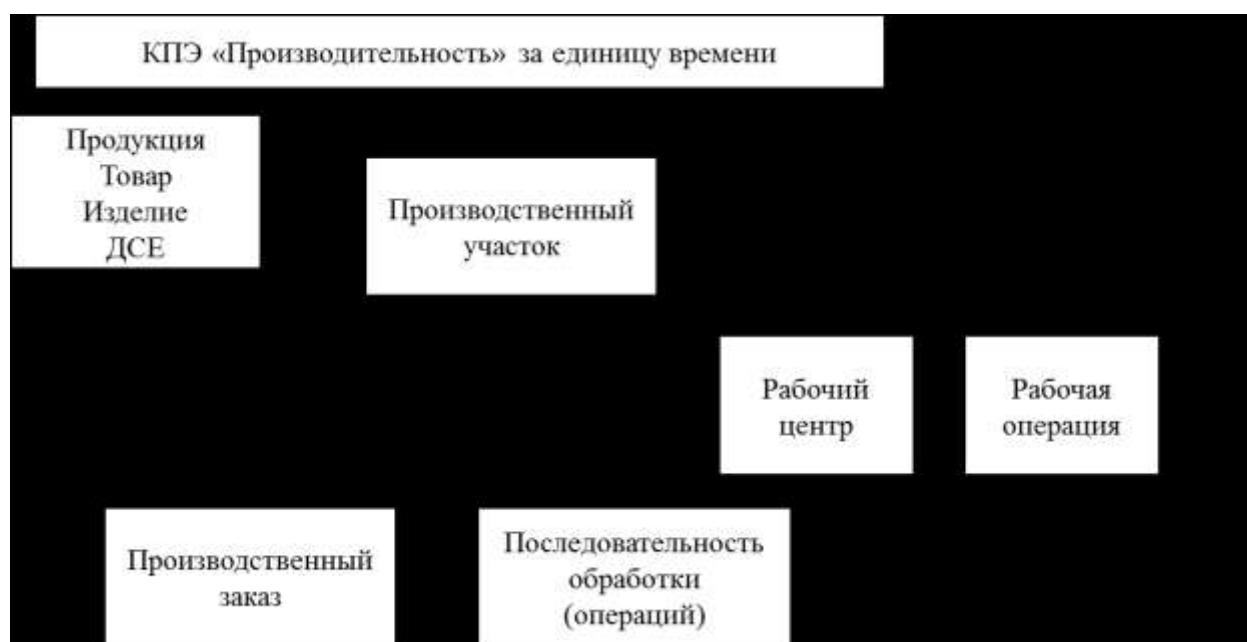 КПЭ «Производительность» за единицу времени
Продукция
Товар
Изделие
ДСЕ
Производственный
участок
Рабочий
центр
Рабочая
операция
Производственный
заказ
Последовательность
обработки
(операций)